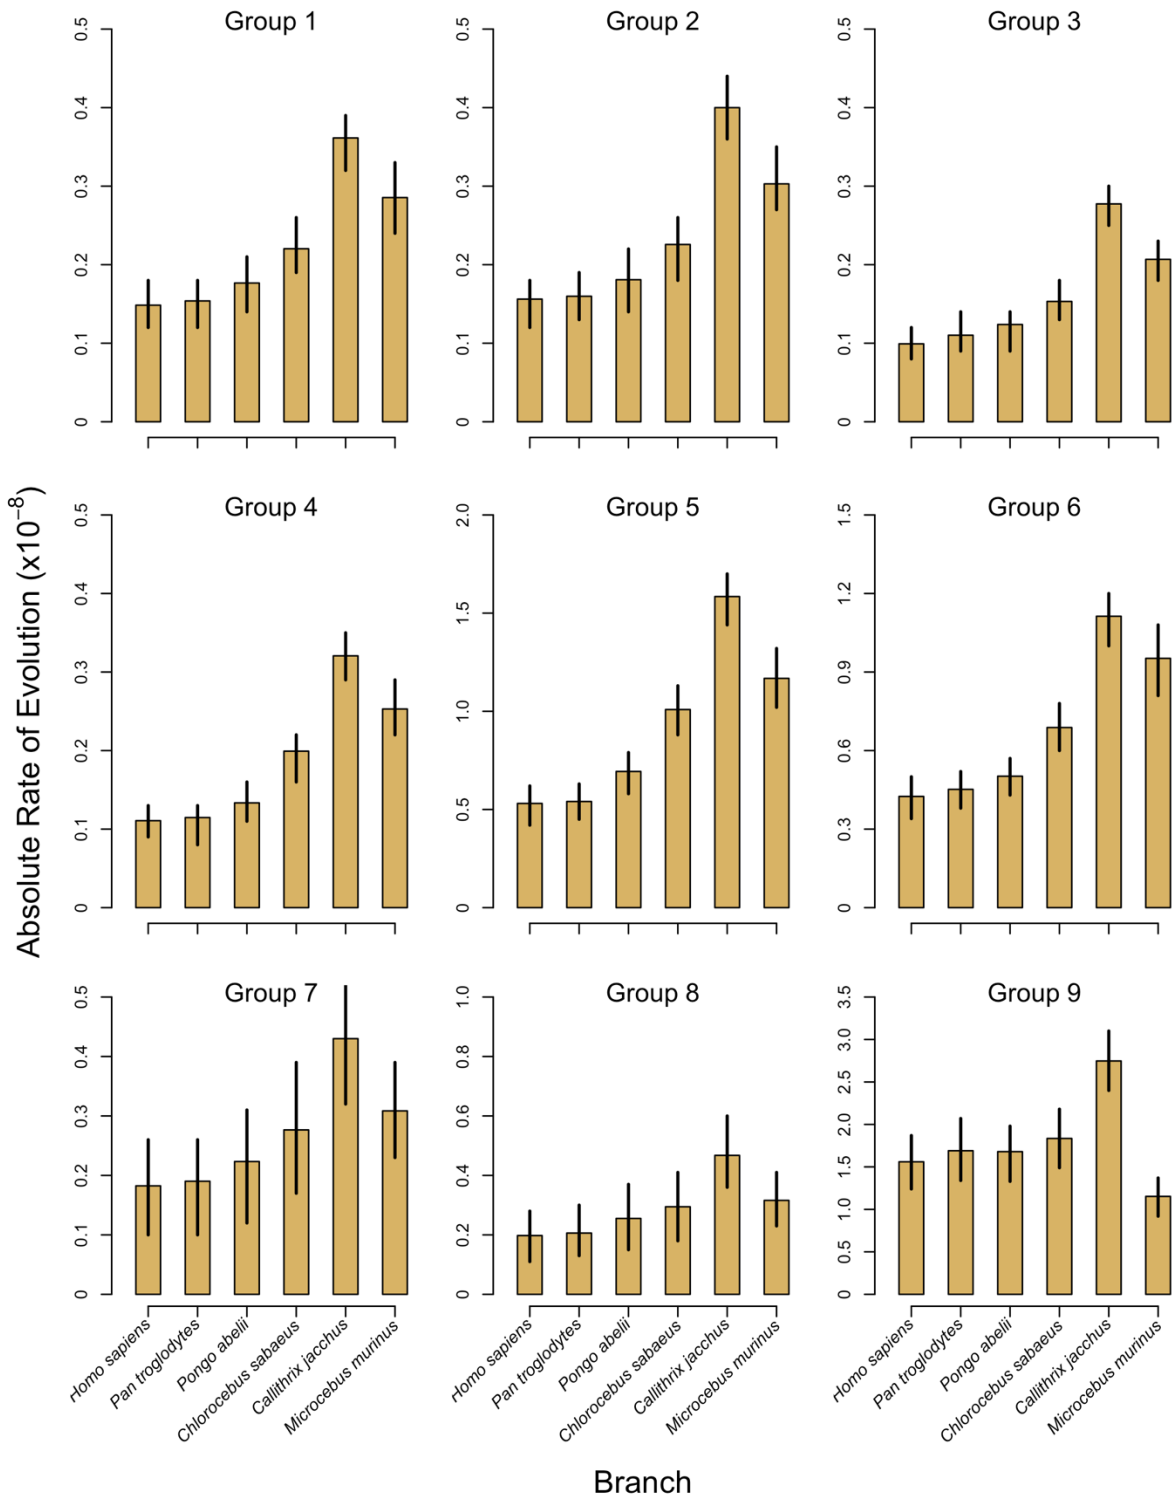 Group 1
0.5
0.4
0.3
0.2
0.1
0
Group 2
0.5
0.4
0.3
0.2
0.1
0
Group 3
0.5
0.4
0.3
0.2
0.1
0
Absolute Rate of Evolution (x10⁻⁸)
Group 4
0.5
0.4
0.3
0.2
0.1
0
Group 5
2.0
1.5
1.0
0.5
0
Group 6
1.5
1.2
0.9
0.6
0.3
0
Group 7
0.5
0.4
0.3
0.2
0.1
0
Homo sapiens
Pan troglodytes
Pongo abelii
Chlorocebus sabaeus
Callithrix jacchus
Microcebus murinus
Group 8
1.0
0.8
0.6
0.4
0.2
0
Homo sapiens
Pan troglodytes
Pongo abelii
Chlorocebus sabaeus
Callithrix jacchus
Microcebus murinus
Group 9
3.5
3.0
2.5
2.0
1.5
1.0
0.5
0
Homo sapiens
Pan troglodytes
Pongo abelii
Chlorocebus sabaeus
Callithrix jacchus
Microcebus murinus
Branch